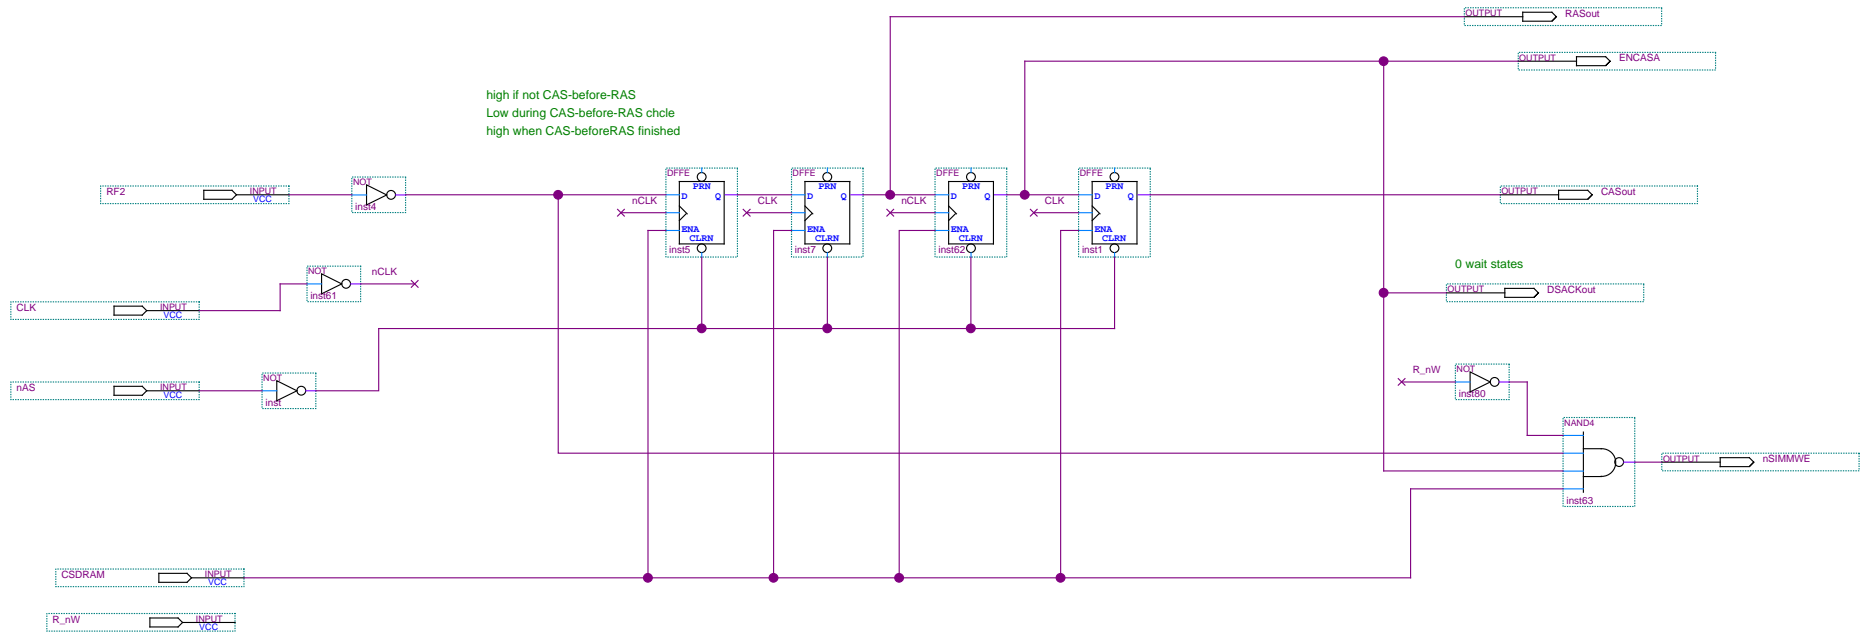 OUTPUT RASout
OUTPUT ENCASA
high if not CAS-before-RAS
Low during CAS-before-RAS chcle
high when CAS-beforeRAS finished
RF2 INPUT VCC
NOT inst4
DFFE PRN D Q ENA CLRN inst5
nCLK
DFFE PRN D Q ENA CLRN inst7
CLK
DFFE PRN D Q ENA CLRN inst62
nCLK
DFFE PRN D Q ENA CLRN inst1
CLK
OUTPUT CASout
NOT inst61
nCLK
CLK INPUT VCC
0 wait states
OUTPUT DSACKout
nAS INPUT VCC
NOT inst
R_nW
NOT inst80
NAND4 inst63
OUTPUT nSIMMWE
CSDRAM INPUT VCC
R_nW INPUT VCC